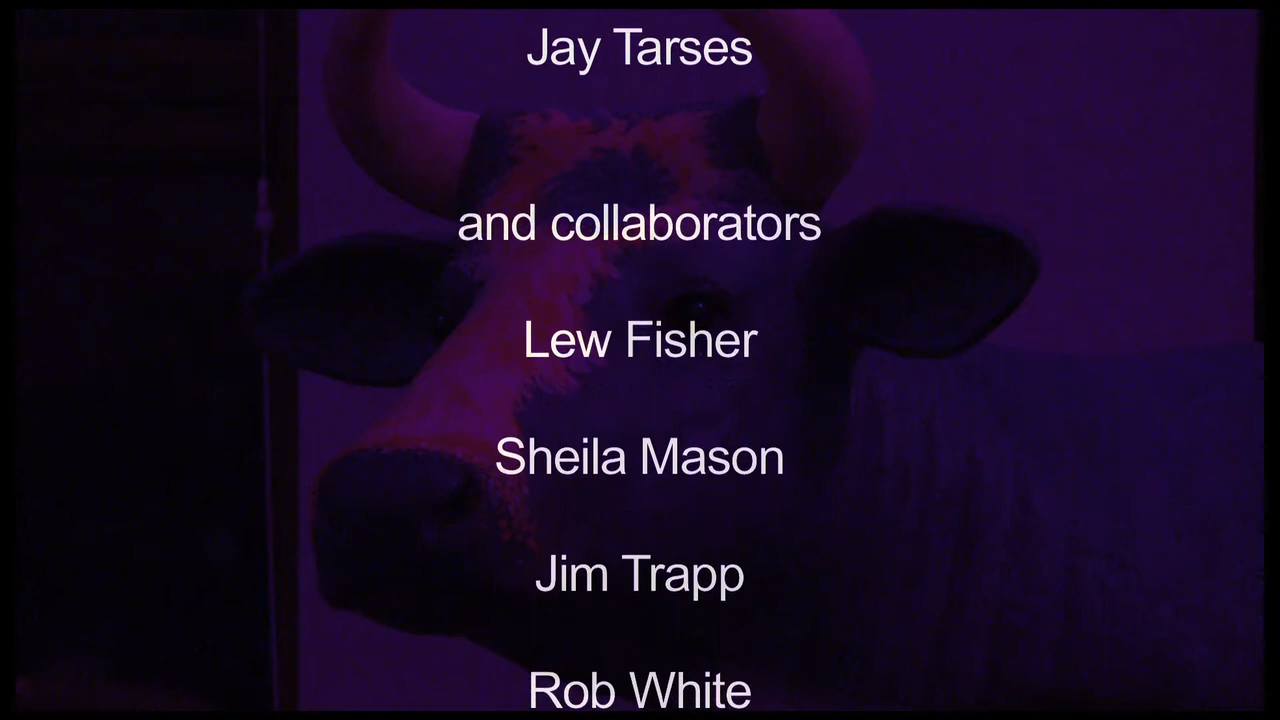 Jay Tarses
and collaborators
Lew Fisher
Sheila Mason
Jim Trapp
Rob White